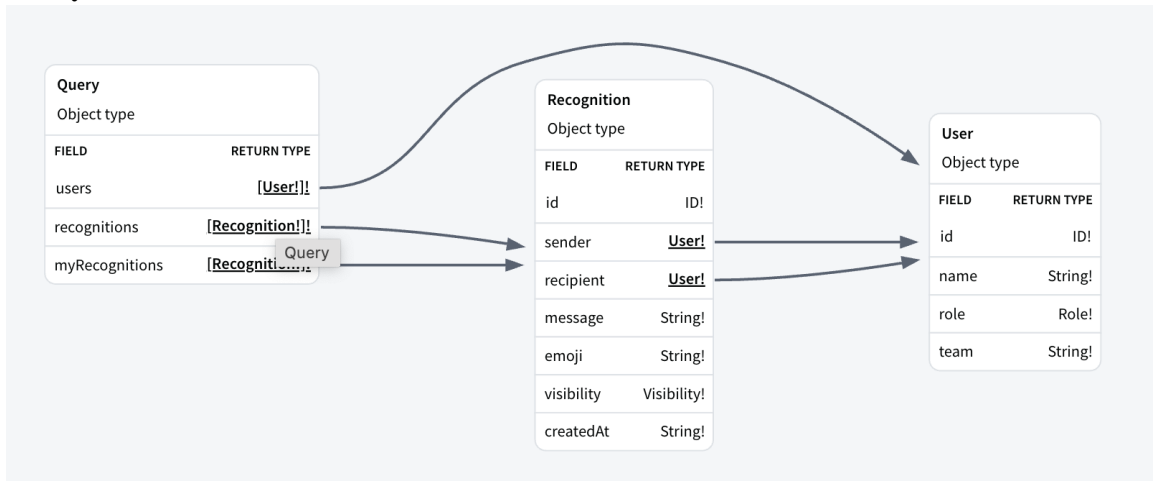 Query
Object type
FIELD RETURN TYPE
users [User!]!
recognitions [Recognition!]!
myRecognitions
Query
Recognition
Object type
FIELD RETURN TYPE
id ID!
sender User!
recipient User!
message String!
emoji String!
visibility Visibility!
createdAt String!
User
Object type
FIELD RETURN TYPE
id ID!
name String!
role Role!
team String!